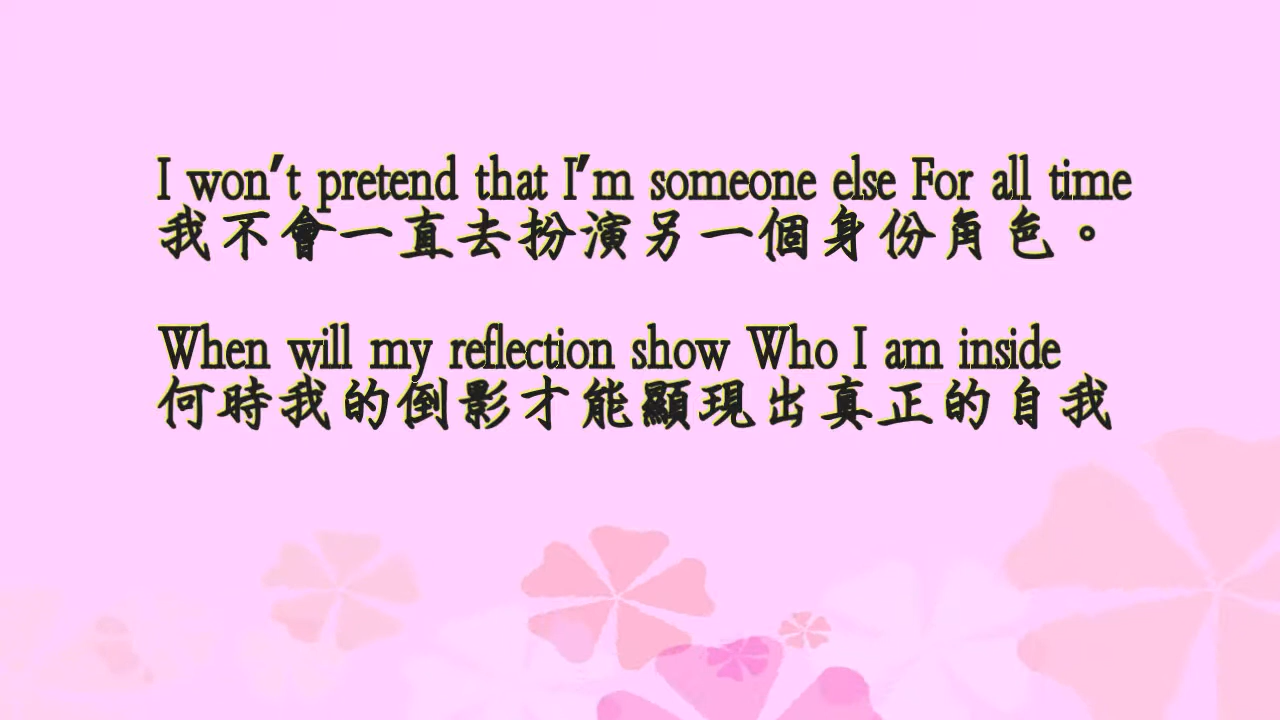 I won't pretend that I'm someone else For all time
我不會一直去扮演另一個身份角色。
When will my reflection show Who I am inside
何時我的倒影才能顯現出真正的自我